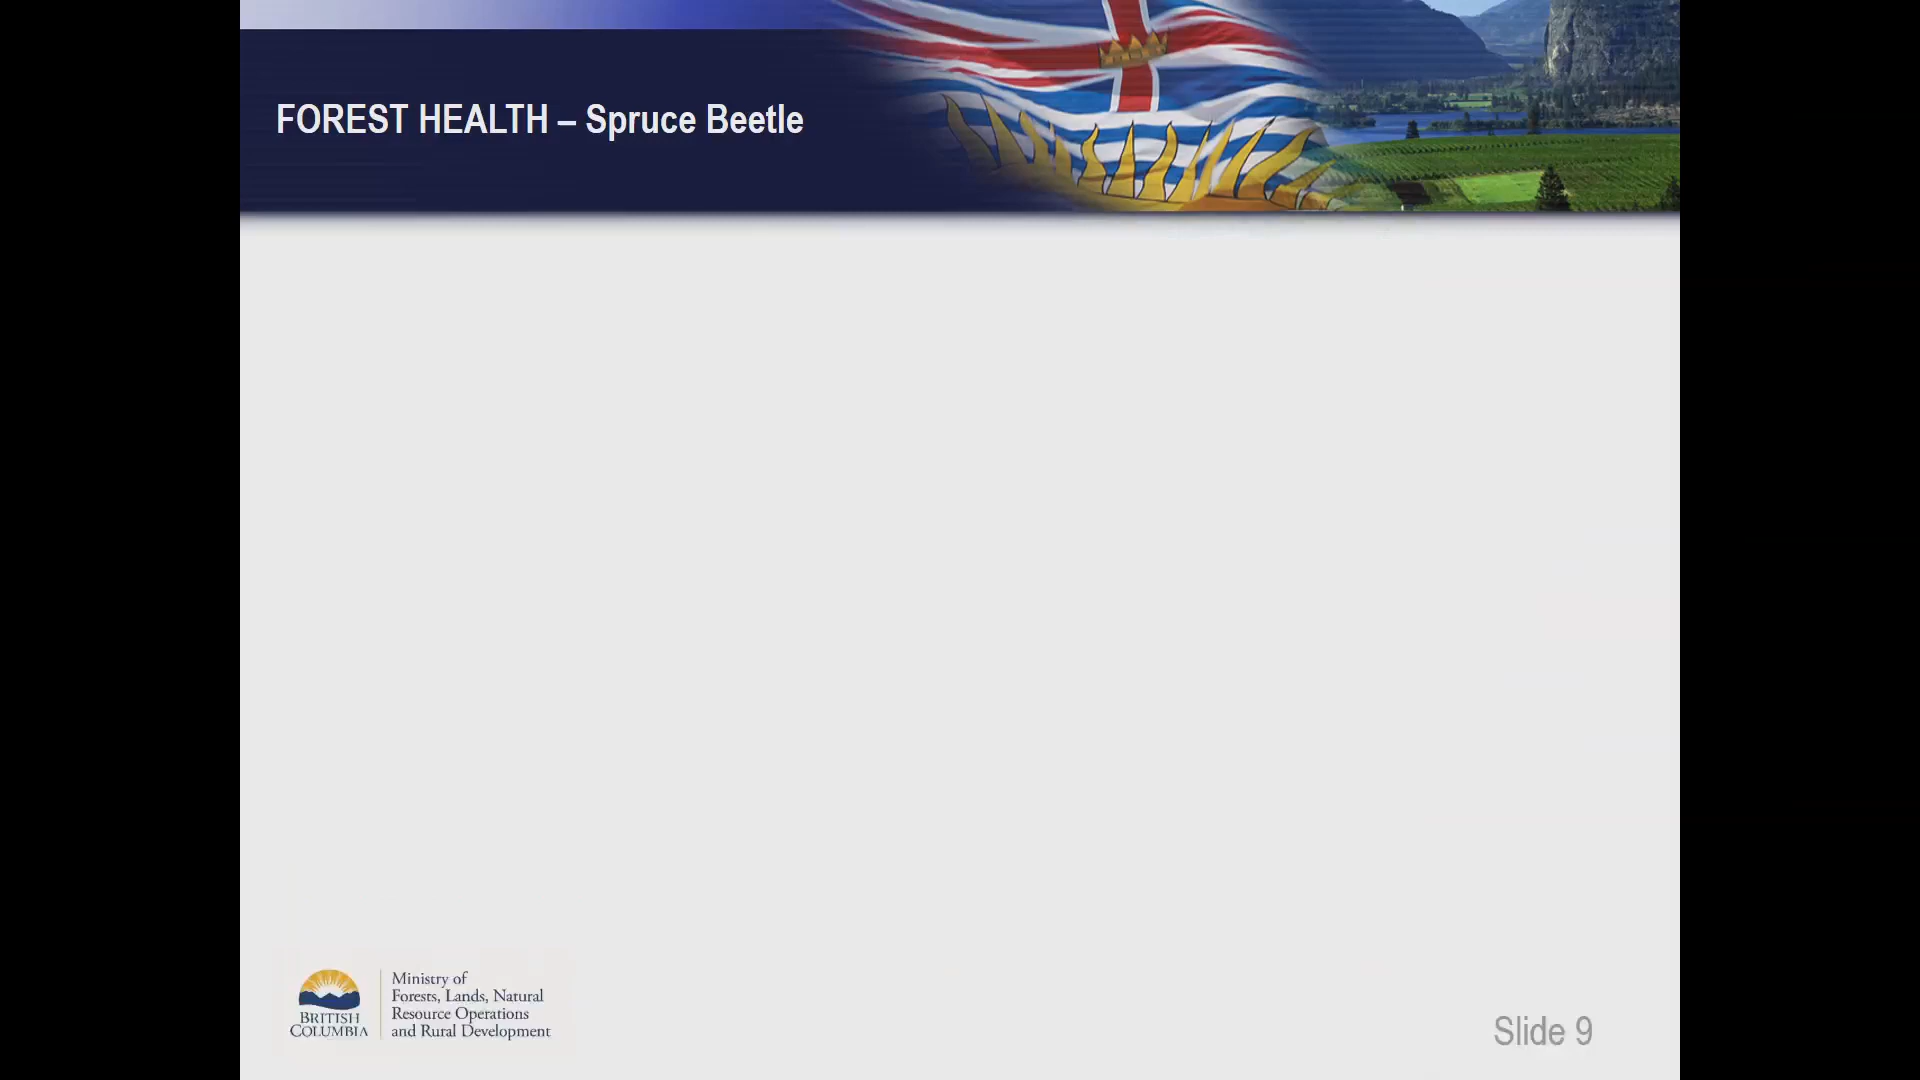 FOREST HEALTH – Spruce Beetle
BRITISH
COLUMBIA
Ministry of
Forests, Lands, Natural
Resource Operations
and Rural Development
Slide 9